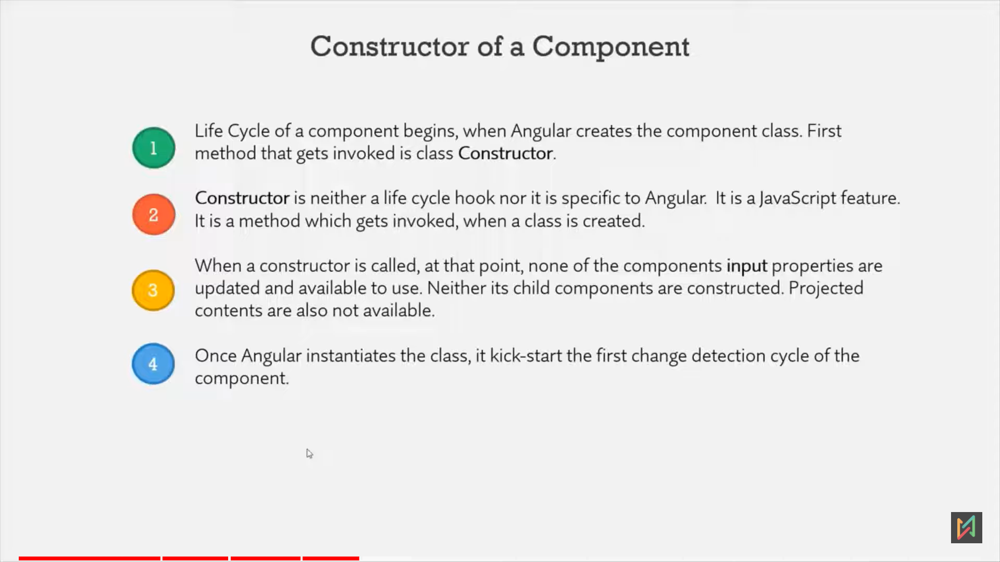 Constructor of a Component
1
Life Cycle of a component begins, when Angular creates the component class. First
method that gets invoked is class Constructor.
2
Constructor is neither a life cycle hook nor it is specific to Angular.  It is a JavaScript feature.
It is a method which gets invoked, when a class is created.
3
When a constructor is called, at that point, none of the components input properties are
updated and available to use. Neither its child components are constructed. Projected
contents are also not available.
4
Once Angular instantiates the class, it kick-start the first change detection cycle of the
component.